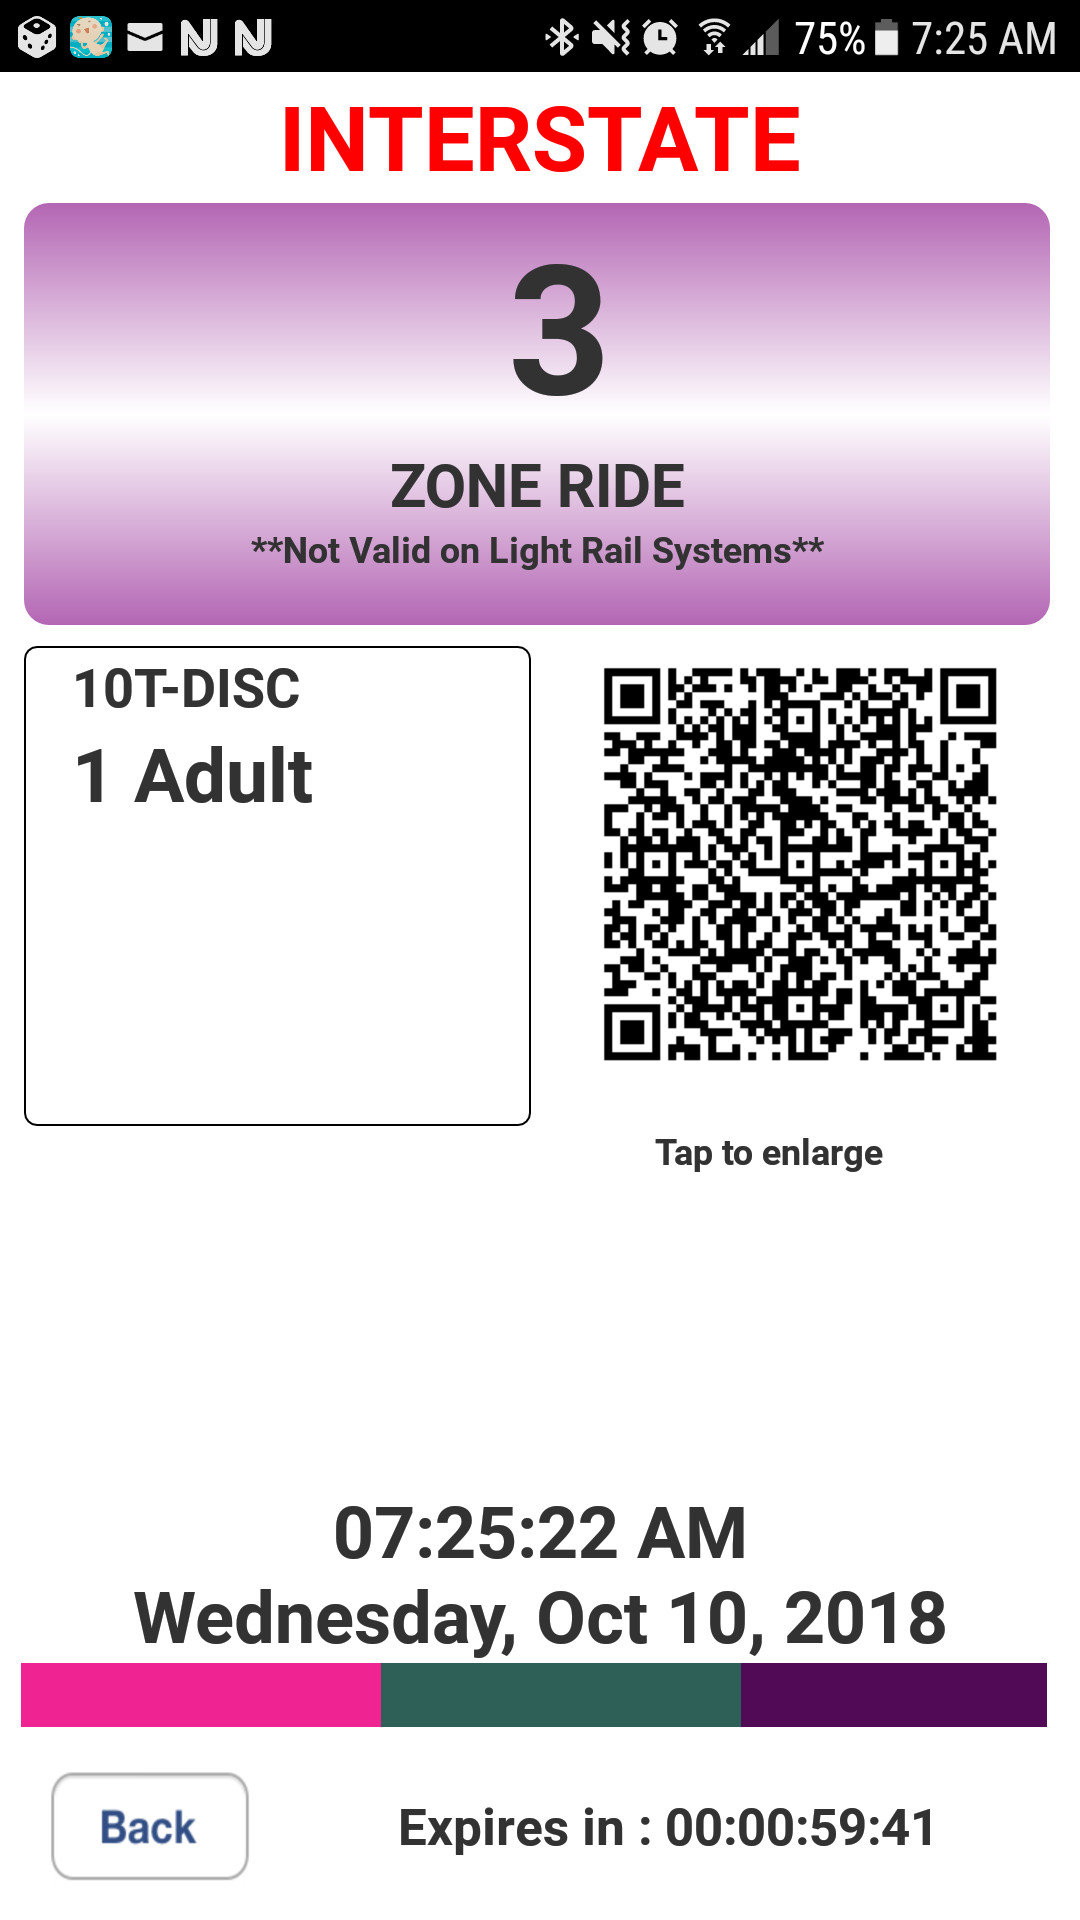 75% 7:25 AM
INTERSTATE
3
ZONE RIDE
**Not Valid on Light Rail Systems**
10T-DISC
1 Adult
Tap to enlarge
07:25:22 AM
Wednesday, Oct 10, 2018
Back
Expires in : 00:00:59:41